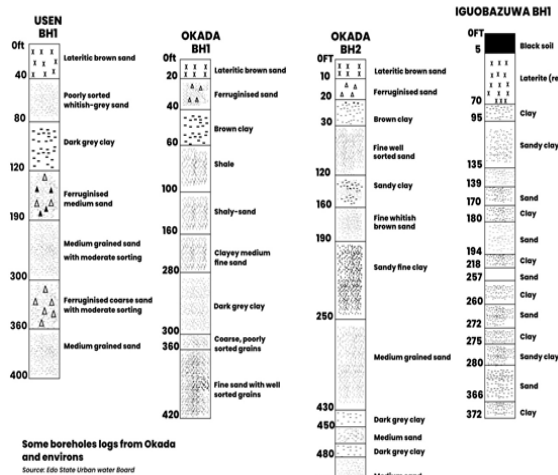 USEN
BH1
0ft
Lateritic brown sand
40
Poorly sorted
whitish-grey sand
80
Dark grey clay
120
Ferruginised
medium sand
190
Medium grained sand
with moderate sorting
300
Ferruginised coarse sand
with moderate sorting
360
Medium grained sand
400
OKADA
BH1
0ft
Lateritic brown sand
20
Ferruginised sand
40
Brown clay
60
Shale
100
Shaly-sand
160
Clayey medium
fine sand
280
Dark grey clay
300
Coarse, poorly
sorted grains
360
Fine sand with well
sorted grains
420
OKADA
BH2
0FT
Lateritic brown sand
10
Ferruginised sand
20
Brown clay
30
Fine well
sorted sand
120
Sandy clay
160
Fine whitish
brown sand
190
Sandy fine clay
250
Medium grained sand
430
Dark grey clay
450
Medium sand
480
Dark grey clay
IGUOBAZUWA BH1
0FT
Black soil
5
Laterite (re
70
Clay
95
Sandy clay
135
139
Sand
170
Clay
180
Sand
194
Clay
218
Sand
257
Clay
260
Sand
272
Clay
275
Sandy clay
280
Sand
366
Clay
372
Some boreholes logs from Okada
and environs
Source: Edo State Urban water Board